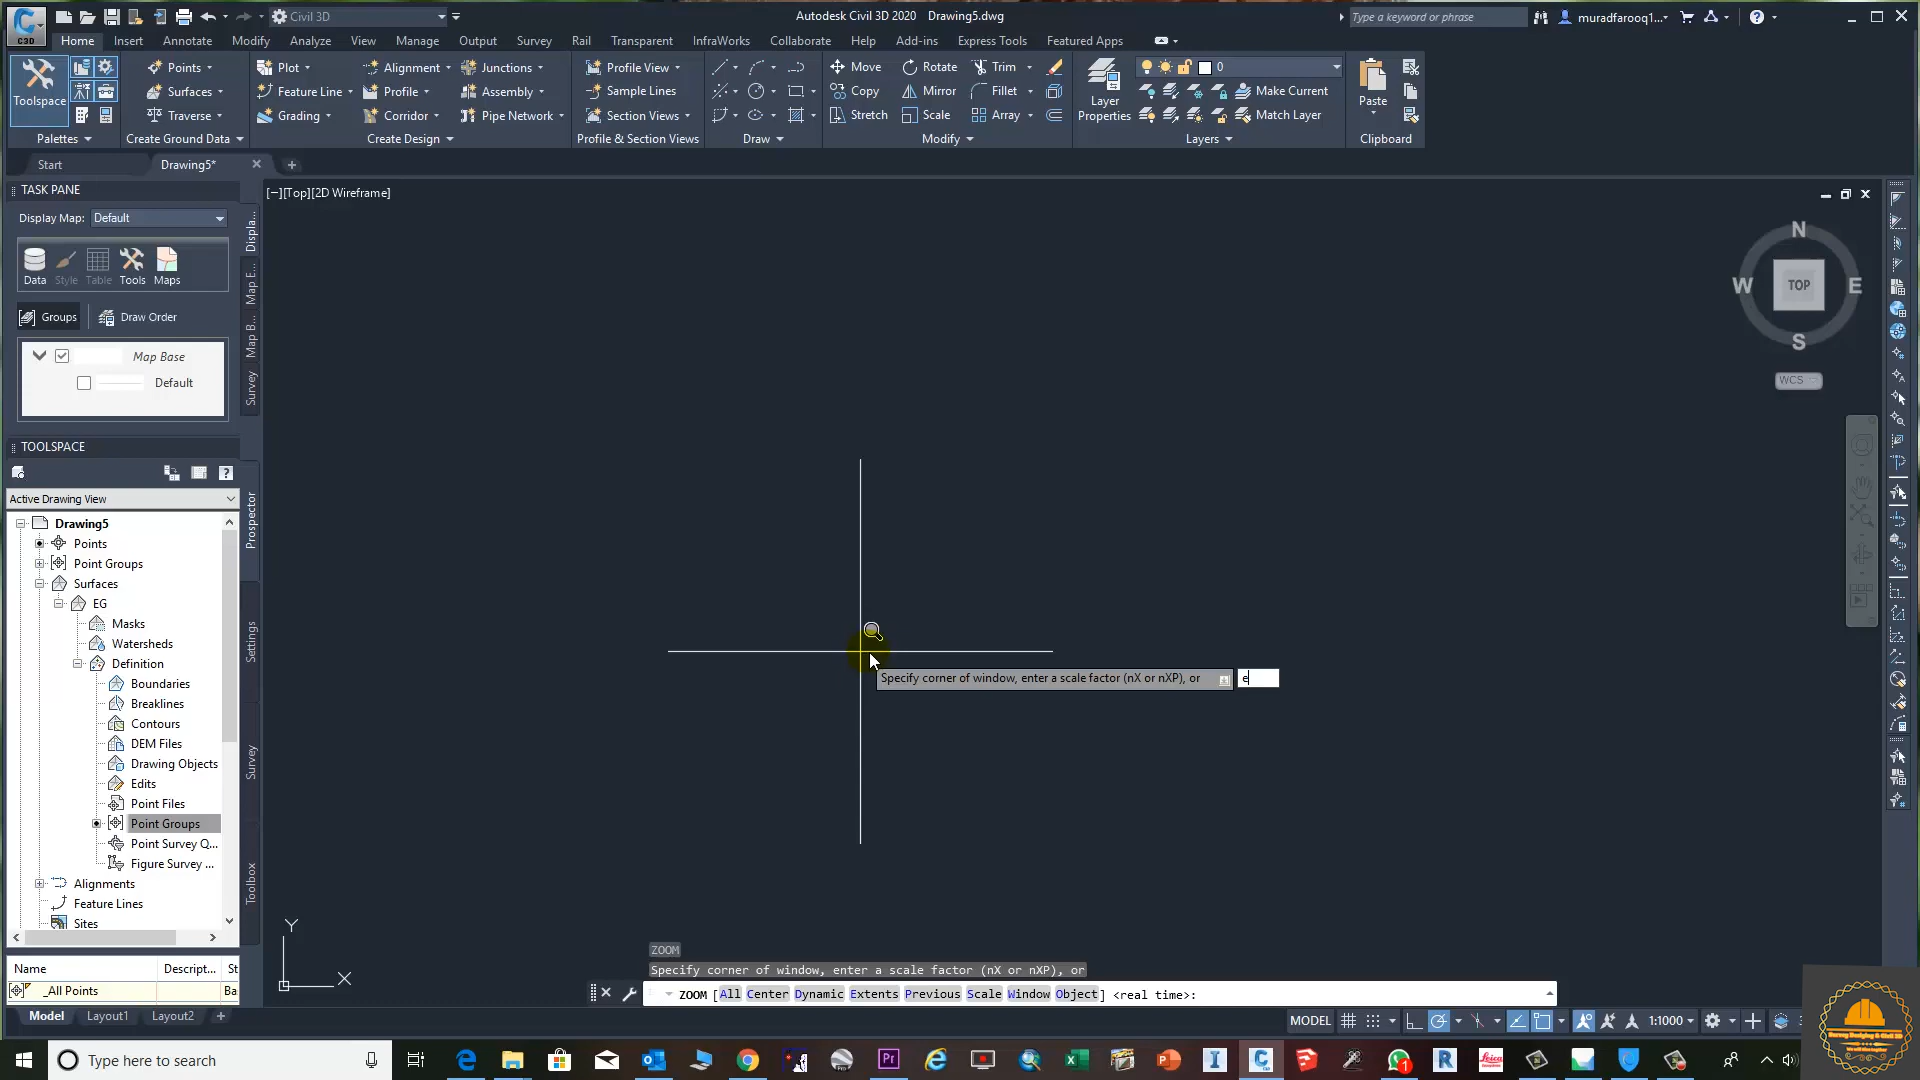 Civil 3D
Autodesk Civil 3D 2020 Drawing5.dwg
Type a keyword or phrase
muradfarooq1...
C3D
Home Insert Annotate Modify Analyze View Manage Output Survey Rail Transparent InfraWorks Collaborate Help Add-ins Express Tools Featured Apps
Points Plot Alignment Junctions Profile View Move Rotate Trim 0
Toolspace Surfaces Feature Line Profile Assembly Sample Lines Copy Mirror Fillet Layer Properties Make Current Paste
Traverse Grading Corridor Pipe Network Section Views Stretch Scale Array Match Layer
Palettes Create Ground Data Create Design Profile & Section Views Draw Modify Layers Clipboard
Start Drawing5*
TASK PANE
[−][Top][2D Wireframe]
Display Map: Default
Displa...
Data Style Table Tools Maps
Map E...
Groups Draw Order
Map B...
Map Base
Default
Survey
N
W TOP E
S
WCS
TOOLSPACE
Active Drawing View
Prospector
Settings
Survey
Toolbox
Drawing5
Points
Point Groups
Surfaces
EG
Masks
Watersheds
Definition
Boundaries
Breaklines
Contours
DEM Files
Drawing Objects
Edits
Point Files
Point Groups
Point Survey Q...
Figure Survey ...
Alignments
Feature Lines
Sites
Specify corner of window, enter a scale factor (nX or nXP), or e
Y
X
Name Descript... St
_All Points Ba
ZOOM
Specify corner of window, enter a scale factor (nX or nXP), or
ZOOM [All Center Dynamic Extents Previous Scale Window Object] <real time>:
Model Layout1 Layout2
MODEL 1:1000
Type here to search
Pr
1